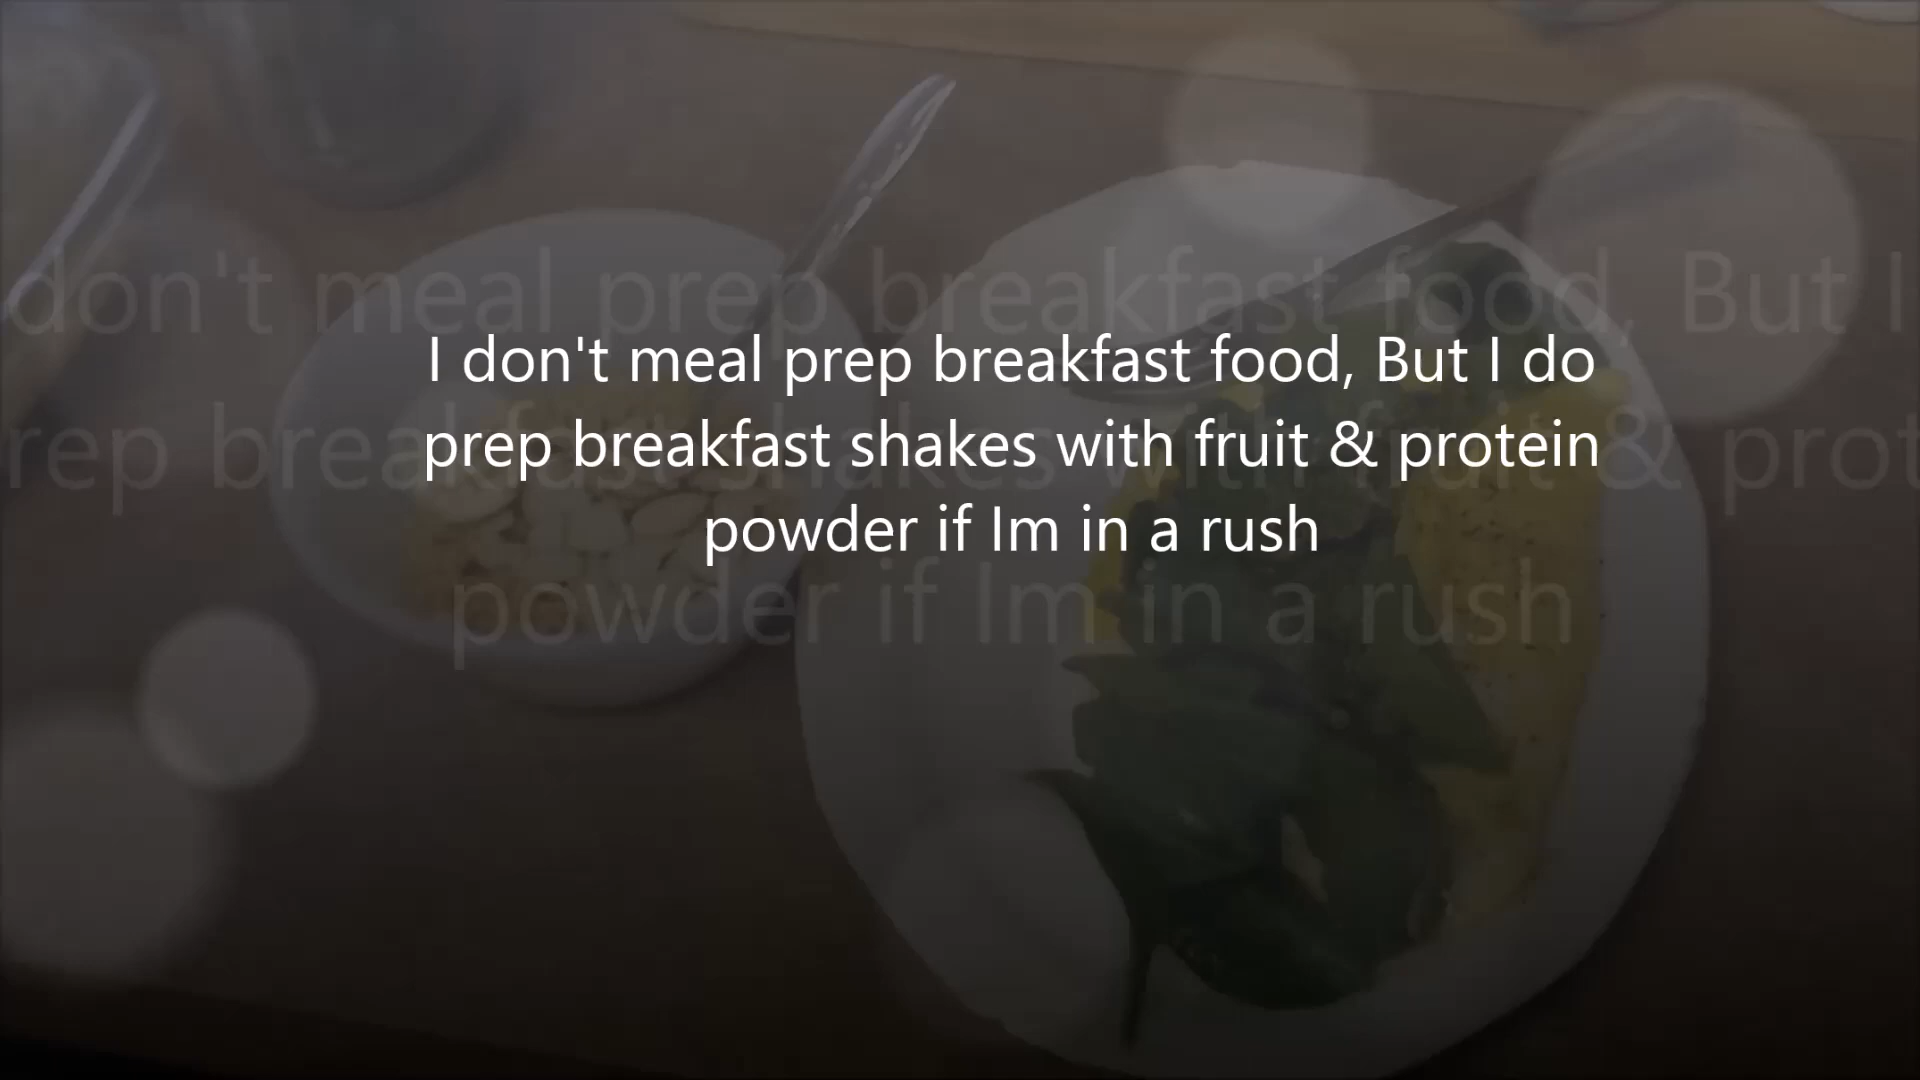 I don't meal prep breakfast food, But I do
prep breakfast shakes with fruit & protein
powder if Im in a rush